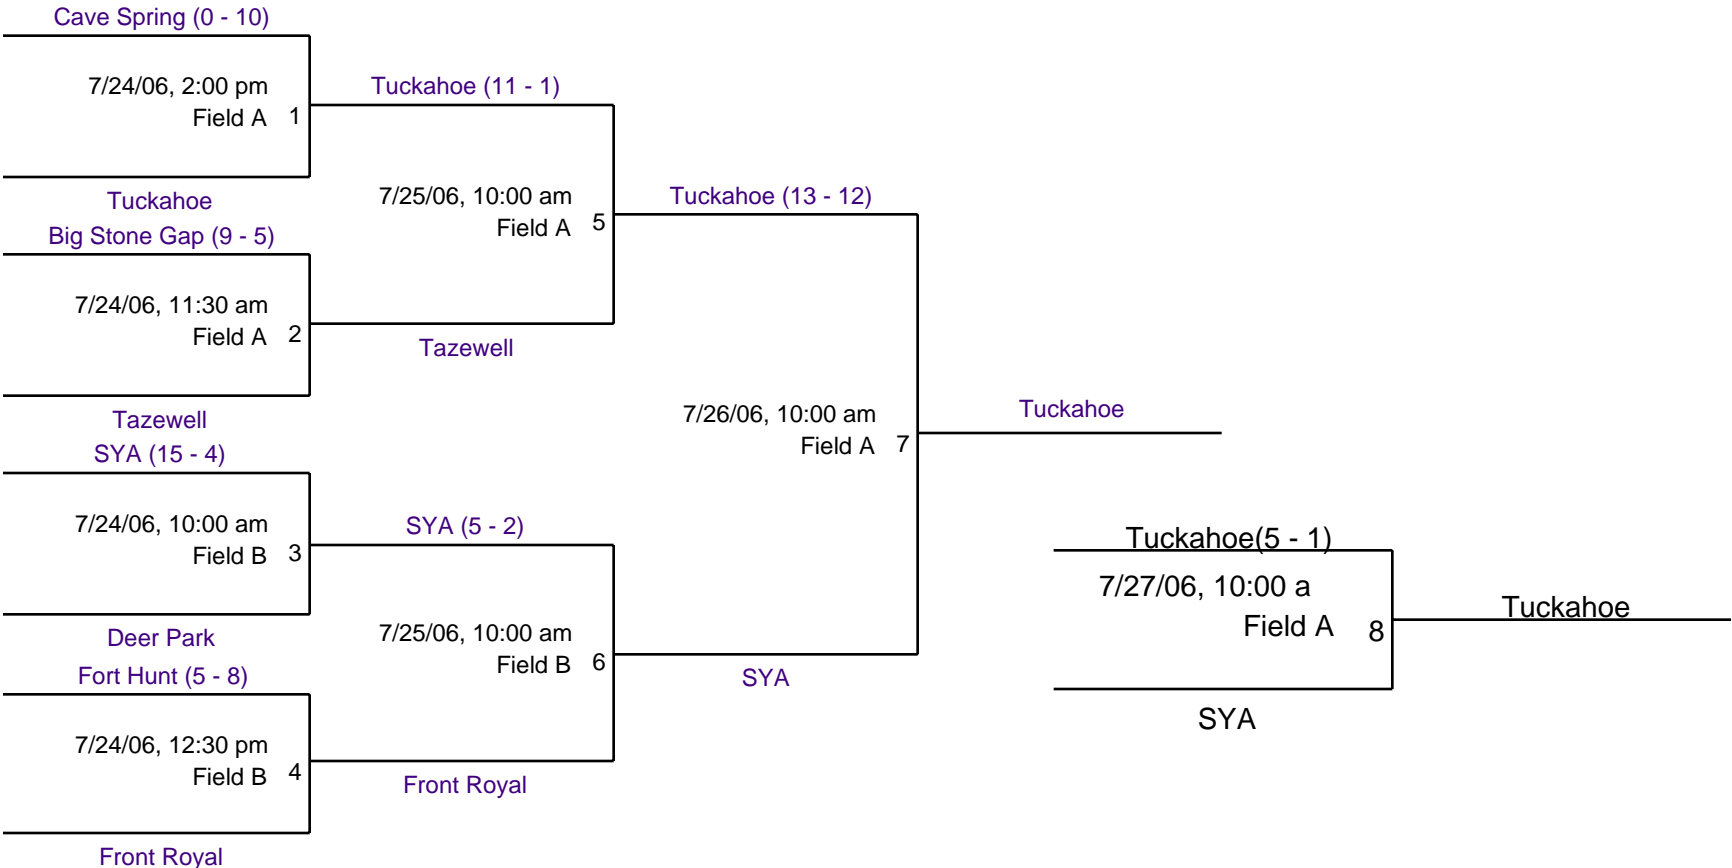 Cave Spring (0 - 10)
7/24/06, 2:00 pm
Field A 1
Tuckahoe
Big Stone Gap (9 - 5)
7/24/06, 11:30 am
Field A 2
Tazewell
SYA (15 - 4)
7/24/06, 10:00 am
Field B 3
Deer Park
Fort Hunt (5 - 8)
7/24/06, 12:30 pm
Field B 4
Front Royal
Tuckahoe (11 - 1)
7/25/06, 10:00 am
Field A 5
Tazewell
SYA (5 - 2)
7/25/06, 10:00 am
Field B 6
Front Royal
Tuckahoe (13 - 12)
7/26/06, 10:00 am
Field A 7
SYA
Tuckahoe
Tuckahoe(5 - 1)
7/27/06, 10:00 a
Field A 8
SYA
Tuckahoe